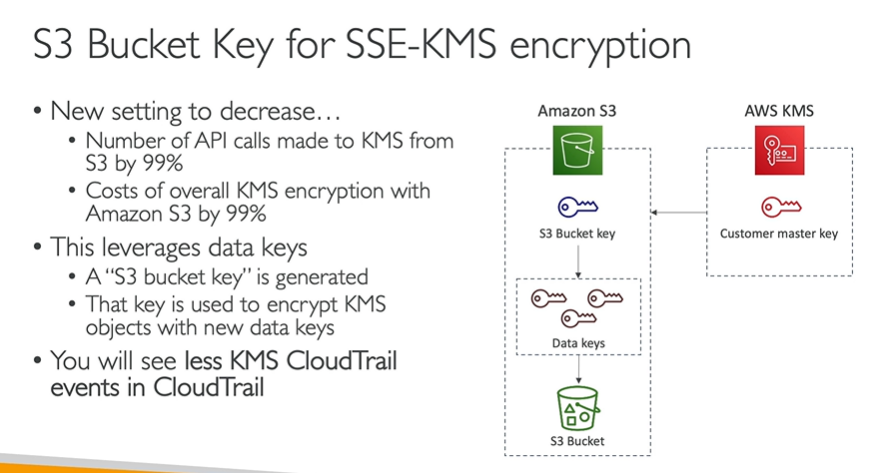 S3 Bucket Key for SSE-KMS encryption
• New setting to decrease…
• Number of API calls made to KMS from
S3 by 99%
• Costs of overall KMS encryption with
Amazon S3 by 99%
• This leverages data keys
• A “S3 bucket key” is generated
• That key is used to encrypt KMS
objects with new data keys
• You will see less KMS CloudTrail
events in CloudTrail
Amazon S3
AWS KMS
S3 Bucket key
Customer master key
Data keys
S3 Bucket